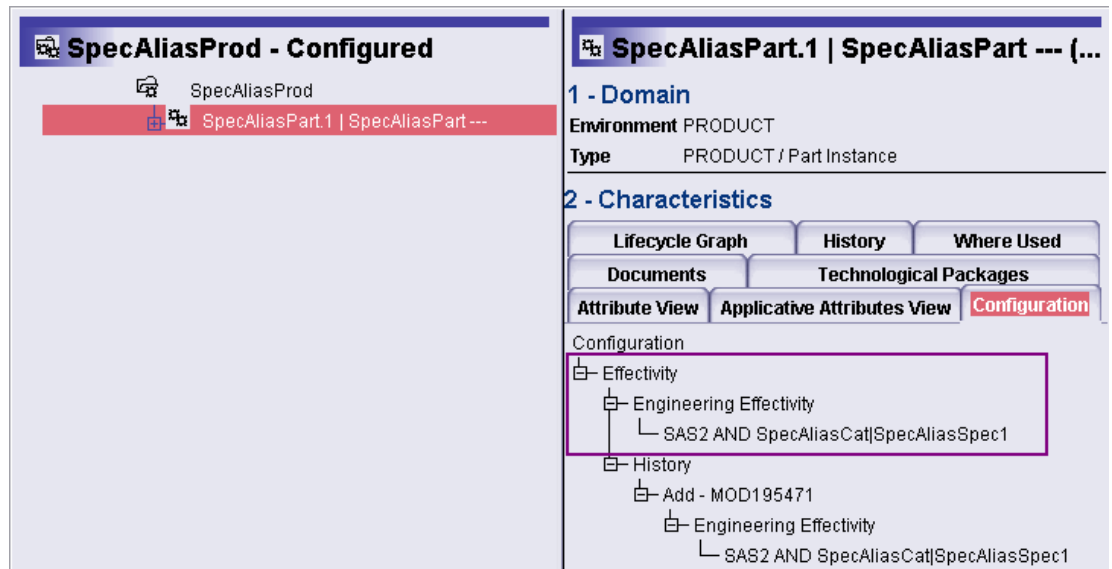 SpecAliasProd - Configured
SpecAliasProd
SpecAliasPart.1 | SpecAliasPart ---
SpecAliasPart.1 | SpecAliasPart --- (...
1 - Domain
Environment PRODUCT
Type PRODUCT / Part Instance
2 - Characteristics
Lifecycle Graph History Where Used
Documents Technological Packages
Attribute View Applicative Attributes View Configuration
Configuration
Effectivity
Engineering Effectivity
SAS2 AND SpecAliasCat|SpecAliasSpec1
History
Add - MOD195471
Engineering Effectivity
SAS2 AND SpecAliasCat|SpecAliasSpec1